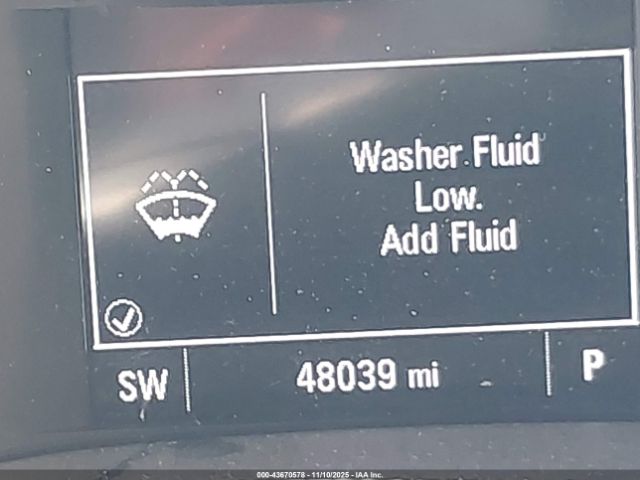 Washer Fluid
Low.
Add Fluid
SW 48039 mi P
000-43670578 - 11/10/2025 - IAA Inc.